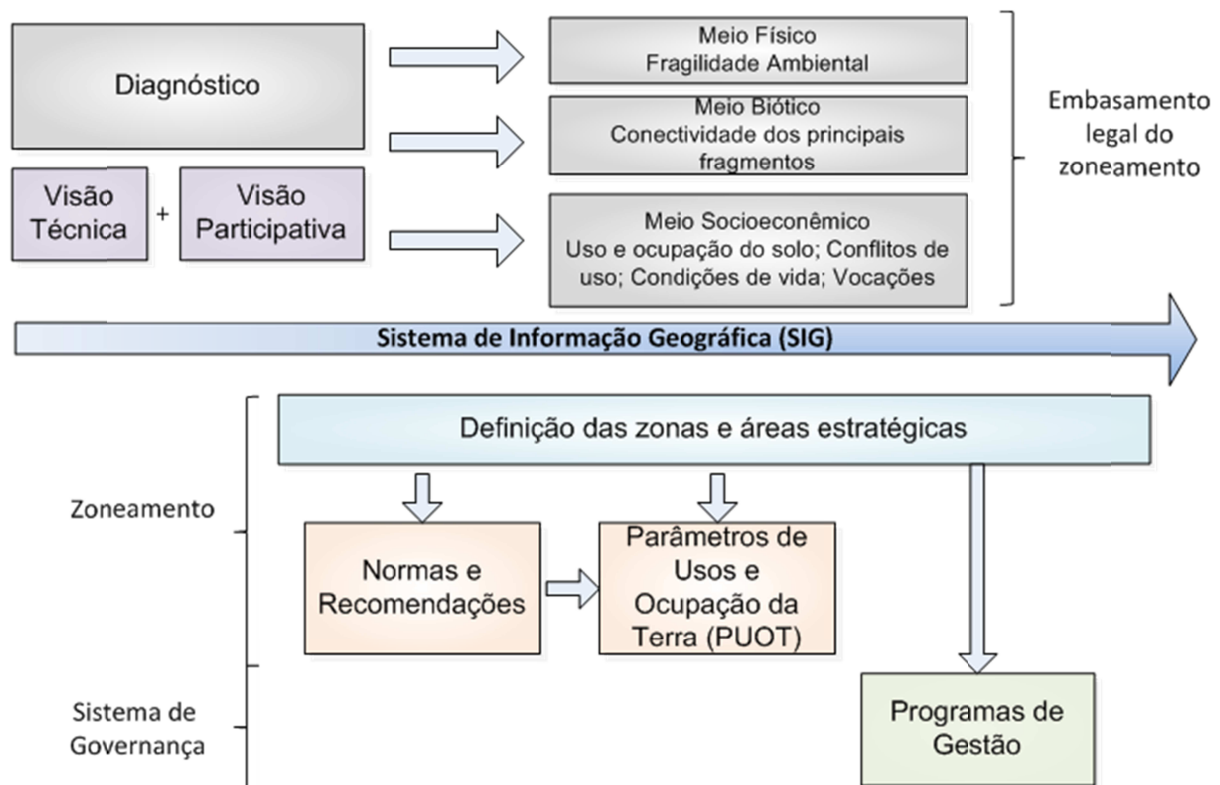 Diagnóstico
Visão
Técnica
+
Visão
Participativa
Meio Físico
Fragilidade Ambiental
Meio Biótico
Conectividade dos principais
fragmentos
Meio Socioeconêmico
Uso e ocupação do solo; Conflitos de
uso; Condições de vida; Vocações
Embasamento
legal do
zoneamento
Sistema de Informação Geográfica (SIG)
Definição das zonas e áreas estratégicas
Zoneamento
Normas e
Recomendações
Parâmetros de
Usos e
Ocupação da
Terra (PUOT)
Sistema de
Governança
Programas de
Gestão